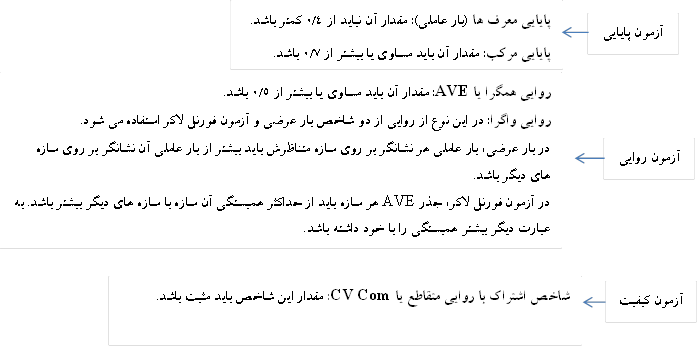 آزمون پایایی
پایایی معرف ها (بار عاملی): مقدار آن نباید از ۰/٤ کمتر باشد.
پایایی مرکب: مقدار آن باید مساوی یا بیشتر از ۰/۷ باشد.
آزمون روایی
روایی همگرا یا AVE: مقدار آن باید مساوی یا بیشتر از ۰/٥ باشد.
روایی واگرا: در این نوع از روایی از دو شاخص بار عرضی و آزمون فورنل لاکر استفاده می شود.
در بار عرضی، بار عاملی هر نشانگر بر روی سازه متناظرش باید بیشتر از بار عاملی آن نشانگر بر روی سازه
های دیگر باشد.
در آزمون فورنل لاکر، جذر AVE هر سازه باید از حداکثر همبستگی آن سازه با سازه های دیگر بیشتر باشد. به
عبارت دیگر بیشتر همبستگی را با خود داشته باشد.
آزمون کیفیت
شاخص اشتراک با روایی متقاطع یا CV Com: مقدار این شاخص باید مثبت باشد.